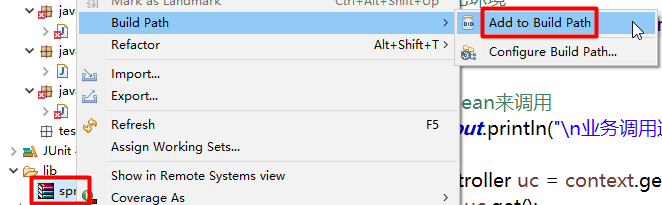 Mark as Landmark Ctrl+Alt+Shift+Up
Build Path
Add to Build Path
Refactor Alt+Shift+T
Configure Build Path...
Import...
Export...
Refresh F5
Assign Working Sets...
Show in Remote Systems view
Coverage As
jav
J
jav
J
jav
tes
JUnit
lib
spr
ean来调用
ut.println("\n业务调用
troller uc = context.ge
uc.get();